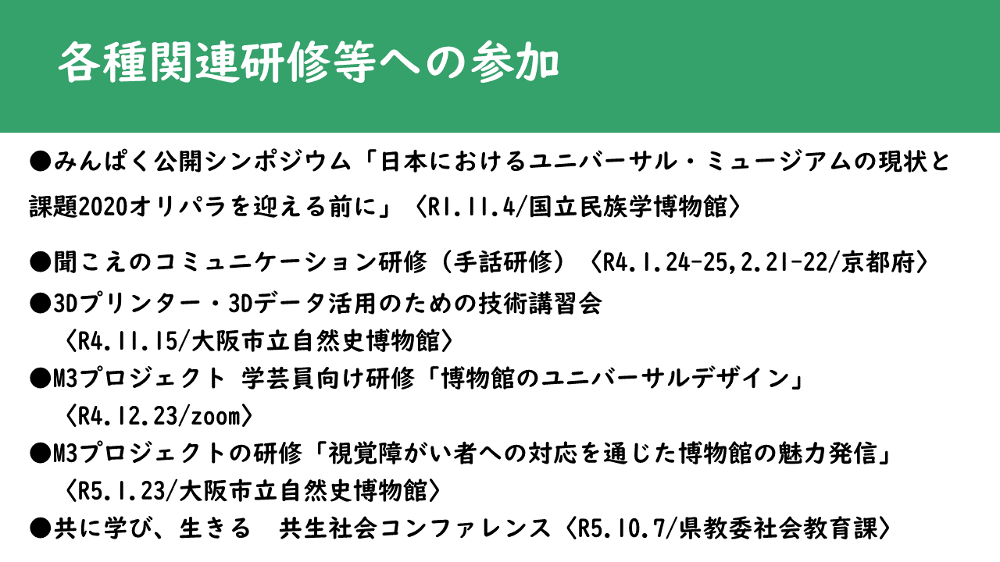 各種関連研修等への参加
●みんぱく公開シンポジウム「日本におけるユニバーサル・ミュージアムの現状と
課題2020オリパラを迎える前に」〈R1.11.4/国立民族学博物館〉
●聞こえのコミュニケーション研修（手話研修）〈R4.1.24-25,2.21-22/京都府〉
●3Dプリンター・3Dデータ活用のための技術講習会
〈R4.11.15/大阪市立自然史博物館〉
●M3プロジェクト 学芸員向け研修「博物館のユニバーサルデザイン」
〈R4.12.23/zoom〉
●M3プロジェクトの研修「視覚障がい者への対応を通じた博物館の魅力発信」
〈R5.1.23/大阪市立自然史博物館〉
●共に学び、生きる　共生社会コンファレンス〈R5.10.7/県教委社会教育課〉